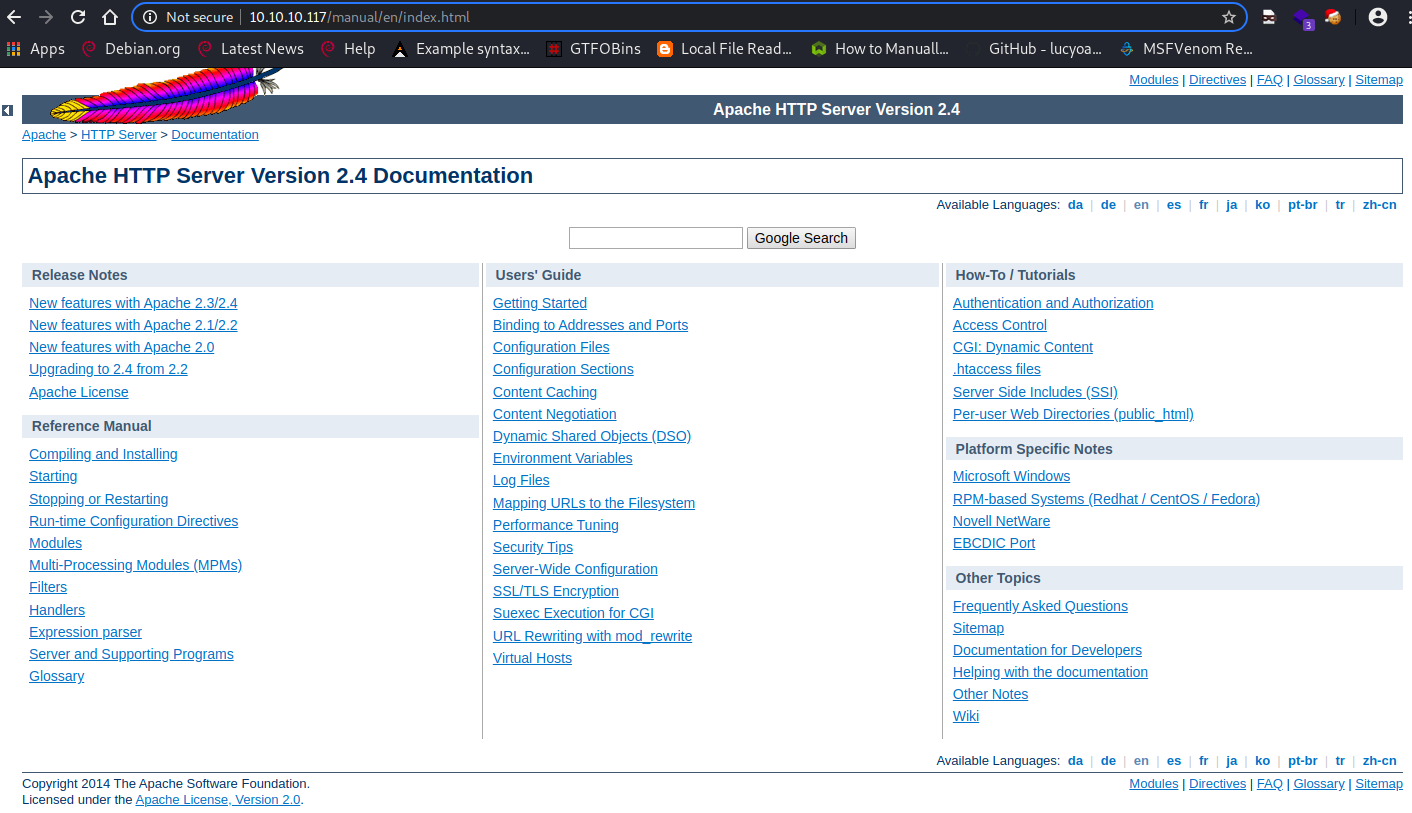 Not secure 10.10.10.117/manual/en/index.html
3
Apps Debian.org Latest News Help Example syntax... GTFOBins Local File Read... How to Manuall... GitHub - lucyoa... MSFVenom Re...
Modules | Directives | FAQ | Glossary | Sitemap
Apache HTTP Server Version 2.4
Apache > HTTP Server > Documentation
Apache HTTP Server Version 2.4 Documentation
Available Languages: da | de | en | es | fr | ja | ko | pt-br | tr | zh-cn
Google Search
Release Notes
New features with Apache 2.3/2.4
New features with Apache 2.1/2.2
New features with Apache 2.0
Upgrading to 2.4 from 2.2
Apache License
Reference Manual
Compiling and Installing
Starting
Stopping or Restarting
Run-time Configuration Directives
Modules
Multi-Processing Modules (MPMs)
Filters
Handlers
Expression parser
Server and Supporting Programs
Glossary
Users' Guide
Getting Started
Binding to Addresses and Ports
Configuration Files
Configuration Sections
Content Caching
Content Negotiation
Dynamic Shared Objects (DSO)
Environment Variables
Log Files
Mapping URLs to the Filesystem
Performance Tuning
Security Tips
Server-Wide Configuration
SSL/TLS Encryption
Suexec Execution for CGI
URL Rewriting with mod_rewrite
Virtual Hosts
How-To / Tutorials
Authentication and Authorization
Access Control
CGI: Dynamic Content
.htaccess files
Server Side Includes (SSI)
Per-user Web Directories (public_html)
Platform Specific Notes
Microsoft Windows
RPM-based Systems (Redhat / CentOS / Fedora)
Novell NetWare
EBCDIC Port
Other Topics
Frequently Asked Questions
Sitemap
Documentation for Developers
Helping with the documentation
Other Notes
Wiki
Available Languages: da | de | en | es | fr | ja | ko | pt-br | tr | zh-cn
Copyright 2014 The Apache Software Foundation.
Licensed under the Apache License, Version 2.0.
Modules | Directives | FAQ | Glossary | Sitemap